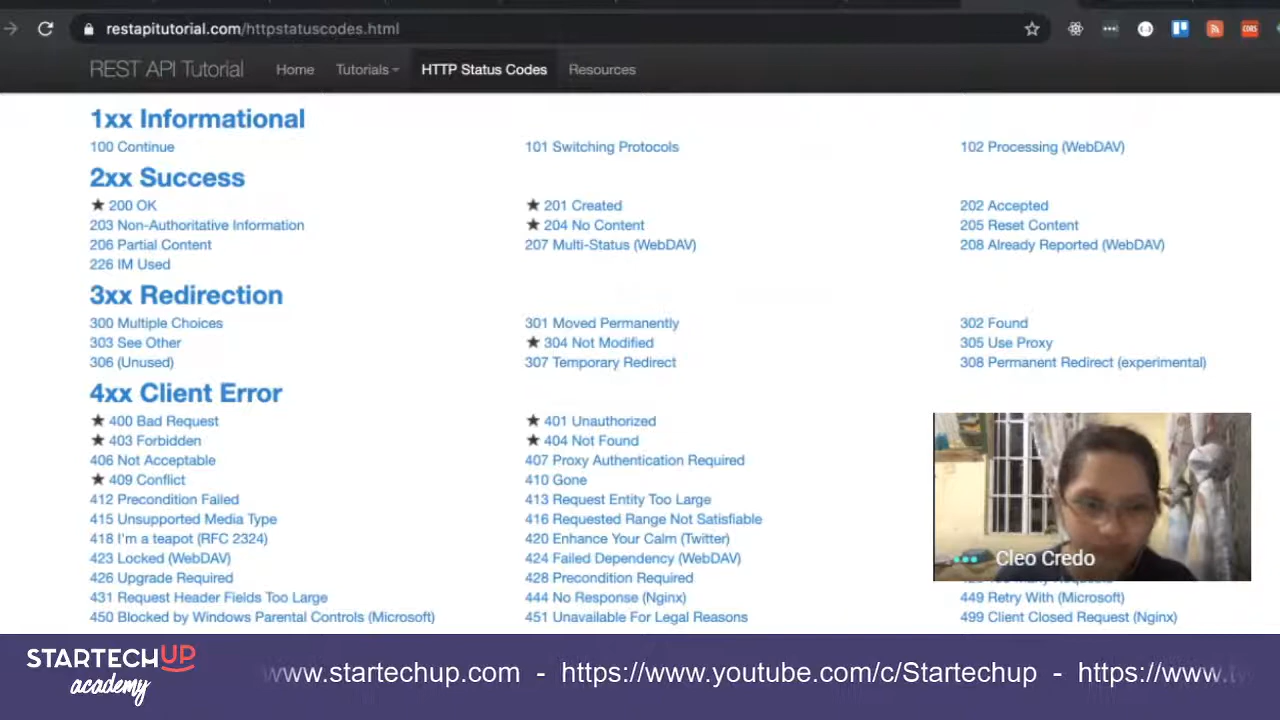 restapitutorial.com/httpstatuscodes.html
CORS
REST API Tutorial Home Tutorials HTTP Status Codes Resources
1xx Informational
100 Continue 101 Switching Protocols 102 Processing (WebDAV)
2xx Success
★ 200 OK ★ 201 Created 202 Accepted
203 Non-Authoritative Information ★ 204 No Content 205 Reset Content
206 Partial Content 207 Multi-Status (WebDAV) 208 Already Reported (WebDAV)
226 IM Used
3xx Redirection
300 Multiple Choices 301 Moved Permanently 302 Found
303 See Other ★ 304 Not Modified 305 Use Proxy
306 (Unused) 307 Temporary Redirect 308 Permanent Redirect (experimental)
4xx Client Error
★ 400 Bad Request ★ 401 Unauthorized
★ 403 Forbidden ★ 404 Not Found
406 Not Acceptable 407 Proxy Authentication Required
★ 409 Conflict 410 Gone
412 Precondition Failed 413 Request Entity Too Large
415 Unsupported Media Type 416 Requested Range Not Satisfiable
418 I'm a teapot (RFC 2324) 420 Enhance Your Calm (Twitter)
423 Locked (WebDAV) 424 Failed Dependency (WebDAV)
Cleo Credo
426 Upgrade Required 428 Precondition Required
431 Request Header Fields Too Large 444 No Response (Nginx) 449 Retry With (Microsoft)
450 Blocked by Windows Parental Controls (Microsoft) 451 Unavailable For Legal Reasons 499 Client Closed Request (Nginx)
STARTECHUP
academy
www.startechup.com - https://www.youtube.com/c/Startechup - https://www.